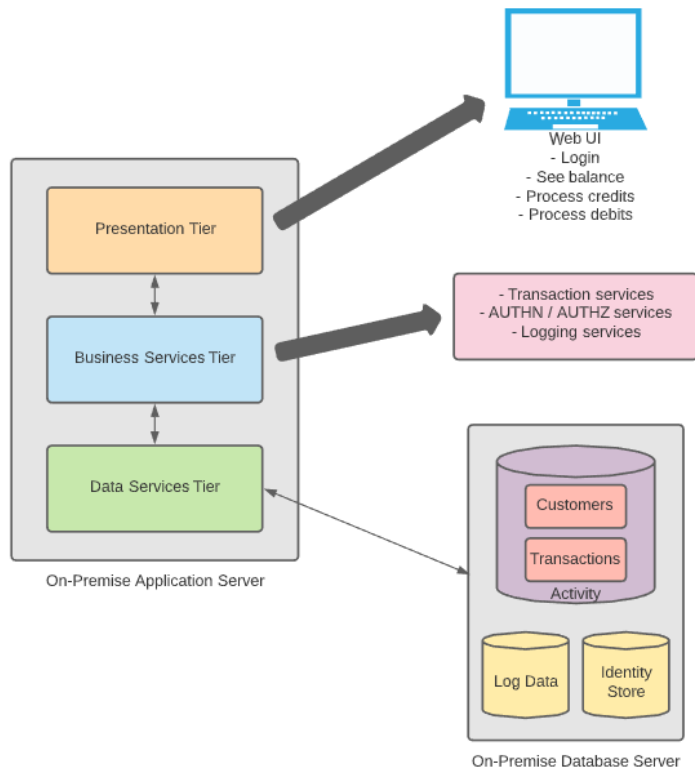 Web UI
- Login
- See balance
- Process credits
- Process debits
Presentation Tier
- Transaction services
- AUTHN / AUTHZ services
- Logging services
Business Services Tier
Data Services Tier
On-Premise Application Server
Customers
Transactions
Activity
Log Data
Identity
Store
On-Premise Database Server